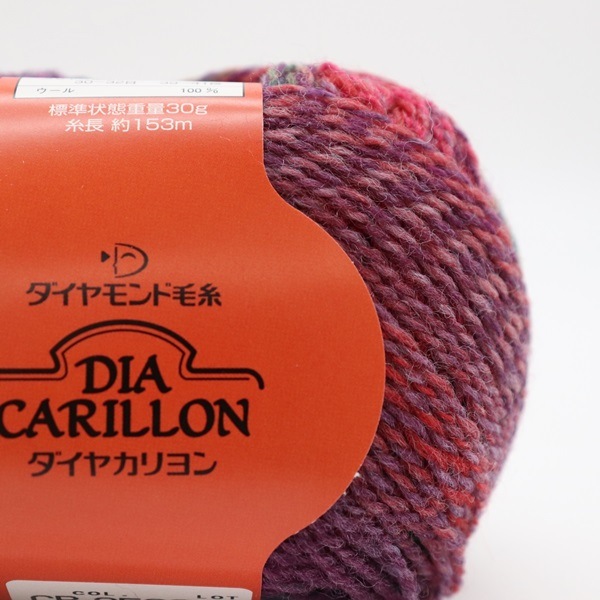 ウール 100%
標準状態重量30g
糸長 約153m
ダイヤモンド毛糸
DIA
CARILLON
ダイヤカリヨン
COL. LOT